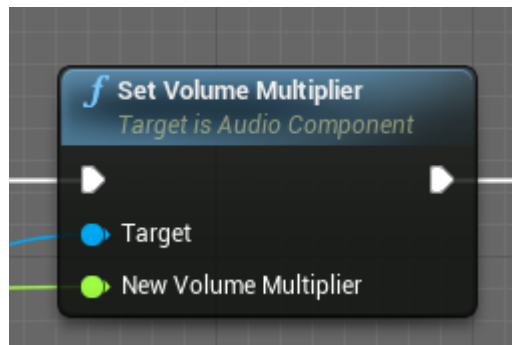 f Set Volume Multiplier
Target is Audio Component
Target
New Volume Multiplier